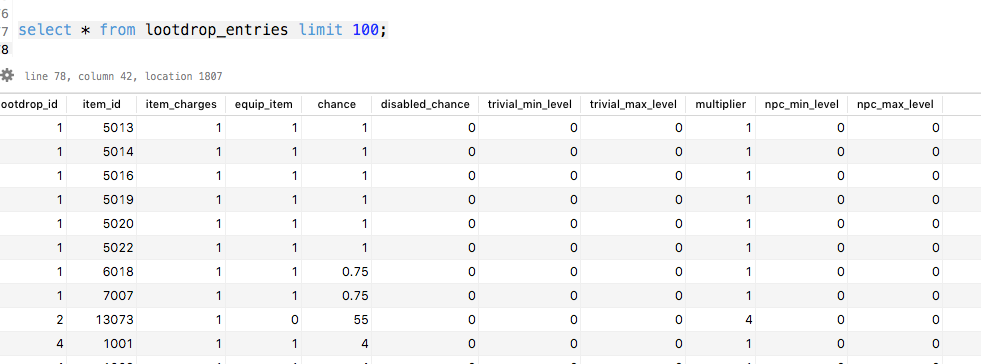 6
7 select * from lootdrop_entries limit 100;
8
line 78, column 42, location 1807
ootdrop_id item_id item_charges equip_item chance disabled_chance trivial_min_level trivial_max_level multiplier npc_min_level npc_max_level
1 5013 1 1 1 0 0 0 1 0 0
1 5014 1 1 1 0 0 0 1 0 0
1 5016 1 1 1 0 0 0 1 0 0
1 5019 1 1 1 0 0 0 1 0 0
1 5020 1 1 1 0 0 0 1 0 0
1 5022 1 1 1 0 0 0 1 0 0
1 6018 1 1 0.75 0 0 0 1 0 0
1 7007 1 1 0.75 0 0 0 1 0 0
2 13073 1 0 55 0 0 0 4 0 0
4 1001 1 1 4 0 0 0 1 0 0